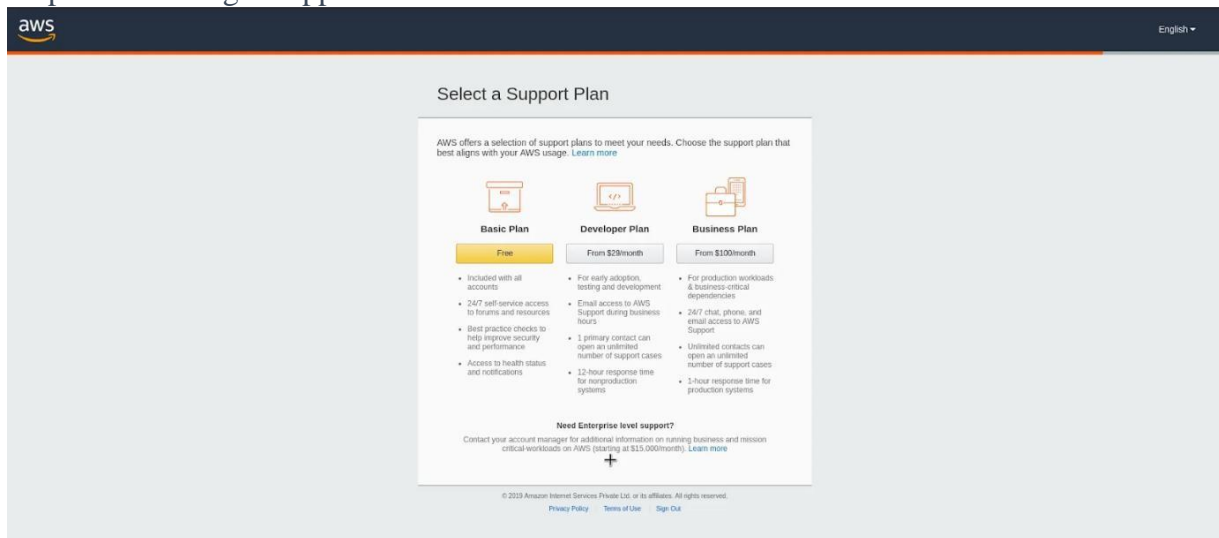 aws
English
Select a Support Plan
AWS offers a selection of support plans to meet your needs. Choose the support plan that
best aligns with your AWS usage. Learn more
Basic Plan
Free
• Included with all
accounts
• 24/7 self-service access
to forums and resources
• Best practice checks to
help improve security
and performance
• Access to health status
and notifications
Developer Plan
From $29/month
• For early adoption,
testing and development
• Email access to AWS
Support during business
hours
• 1 primary contact can
open an unlimited
number of support cases
• 12-hour response time
for nonproduction
systems
Business Plan
From $100/month
• For production workloads
& business-critical
dependencies
• 24/7 chat, phone, and
email access to AWS
Support
• Unlimited contacts can
open an unlimited
number of support cases
• 1-hour response time for
production systems
Need Enterprise level support?
Contact your account manager for additional information on running business and mission
critical-workloads on AWS (starting at $15,000/month). Learn more
© 2019 Amazon Internet Services Private Ltd. or its affiliates. All rights reserved.
Privacy Policy Terms of Use Sign Out